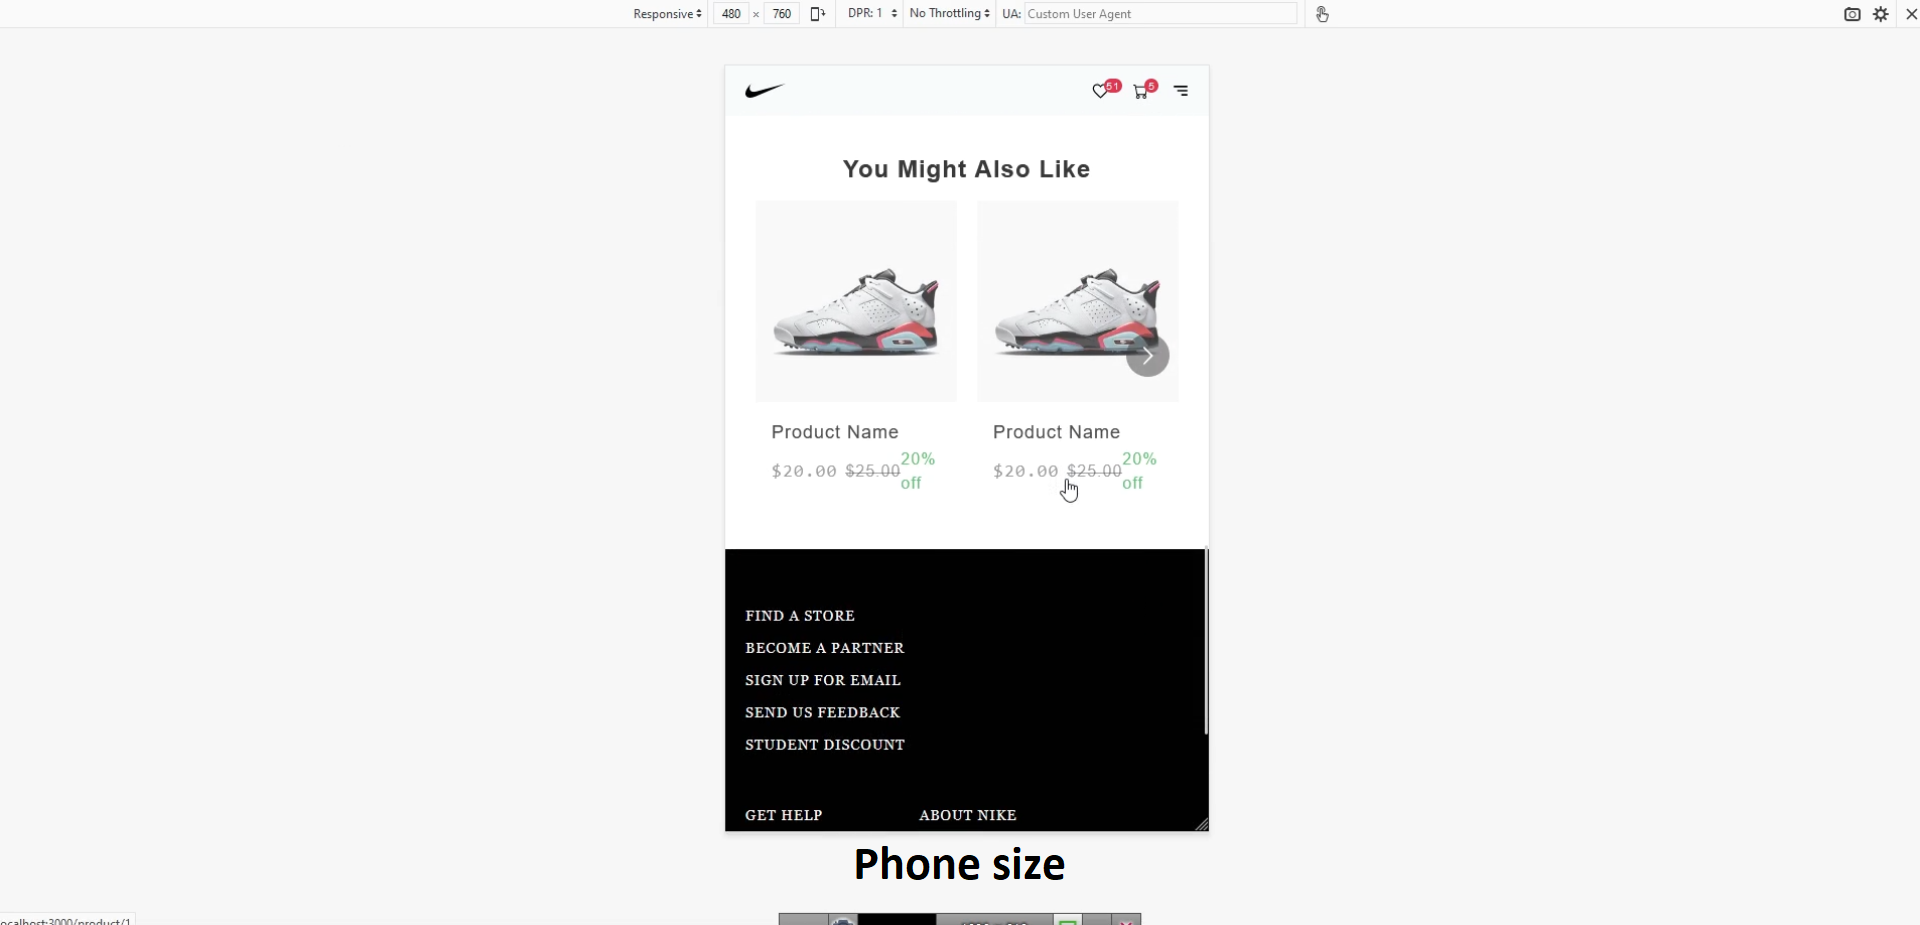 Responsive 480 × 760 DPR: 1 No Throttling UA: Custom User Agent
51 5
You Might Also Like
Product Name Product Name
$20.00 $25.00 20% off $20.00 $25.00 20% off
FIND A STORE
BECOME A PARTNER
SIGN UP FOR EMAIL
SEND US FEEDBACK
STUDENT DISCOUNT
GET HELP ABOUT NIKE
Phone size
ocalhost:3000/product/1